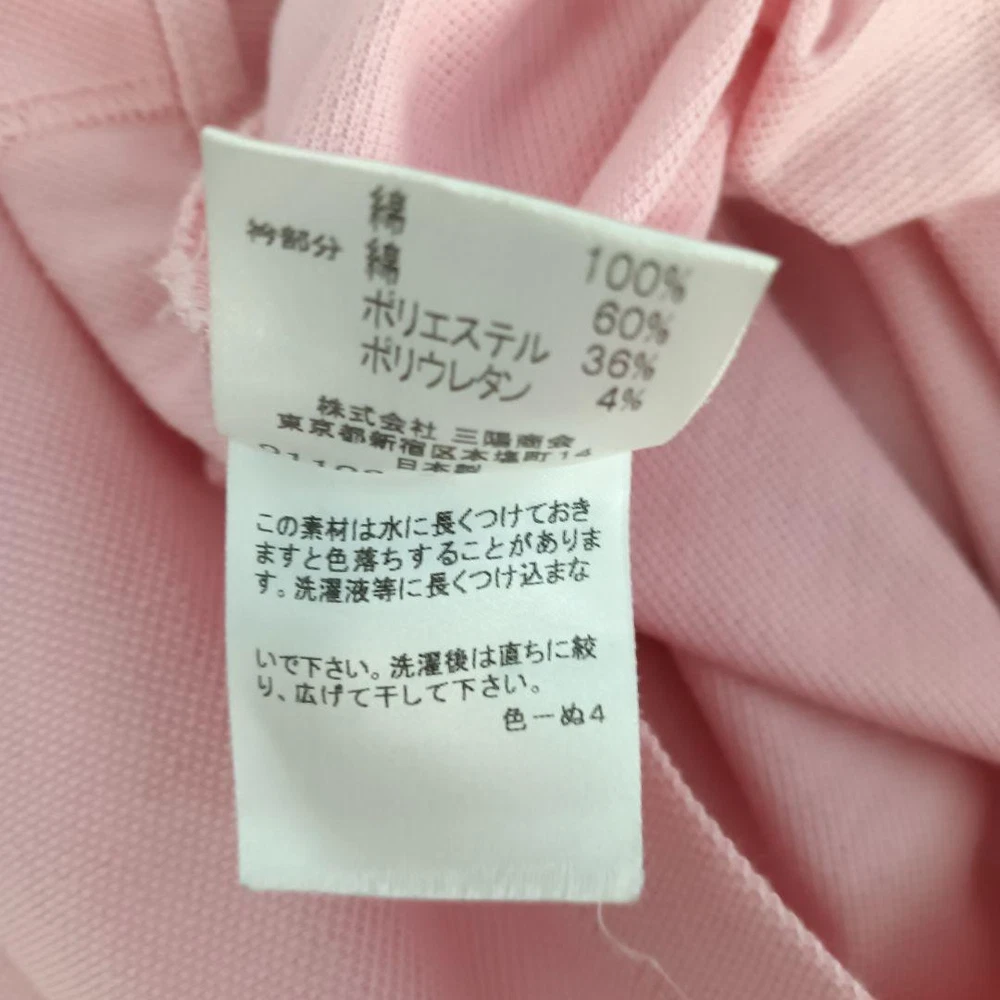 綿 100%
衿部分 綿 60%
ポリエステル 36%
ポリウレタン 4%
株式会社 三陽商会
東京都新宿区本塩町14
日本製
この素材は水に長くつけておき
ますと色落ちすることがありま
す。洗濯液等に長くつけ込まな
いで下さい。洗濯後は直ちに絞
り、広げて干して下さい。
色ーぬ4